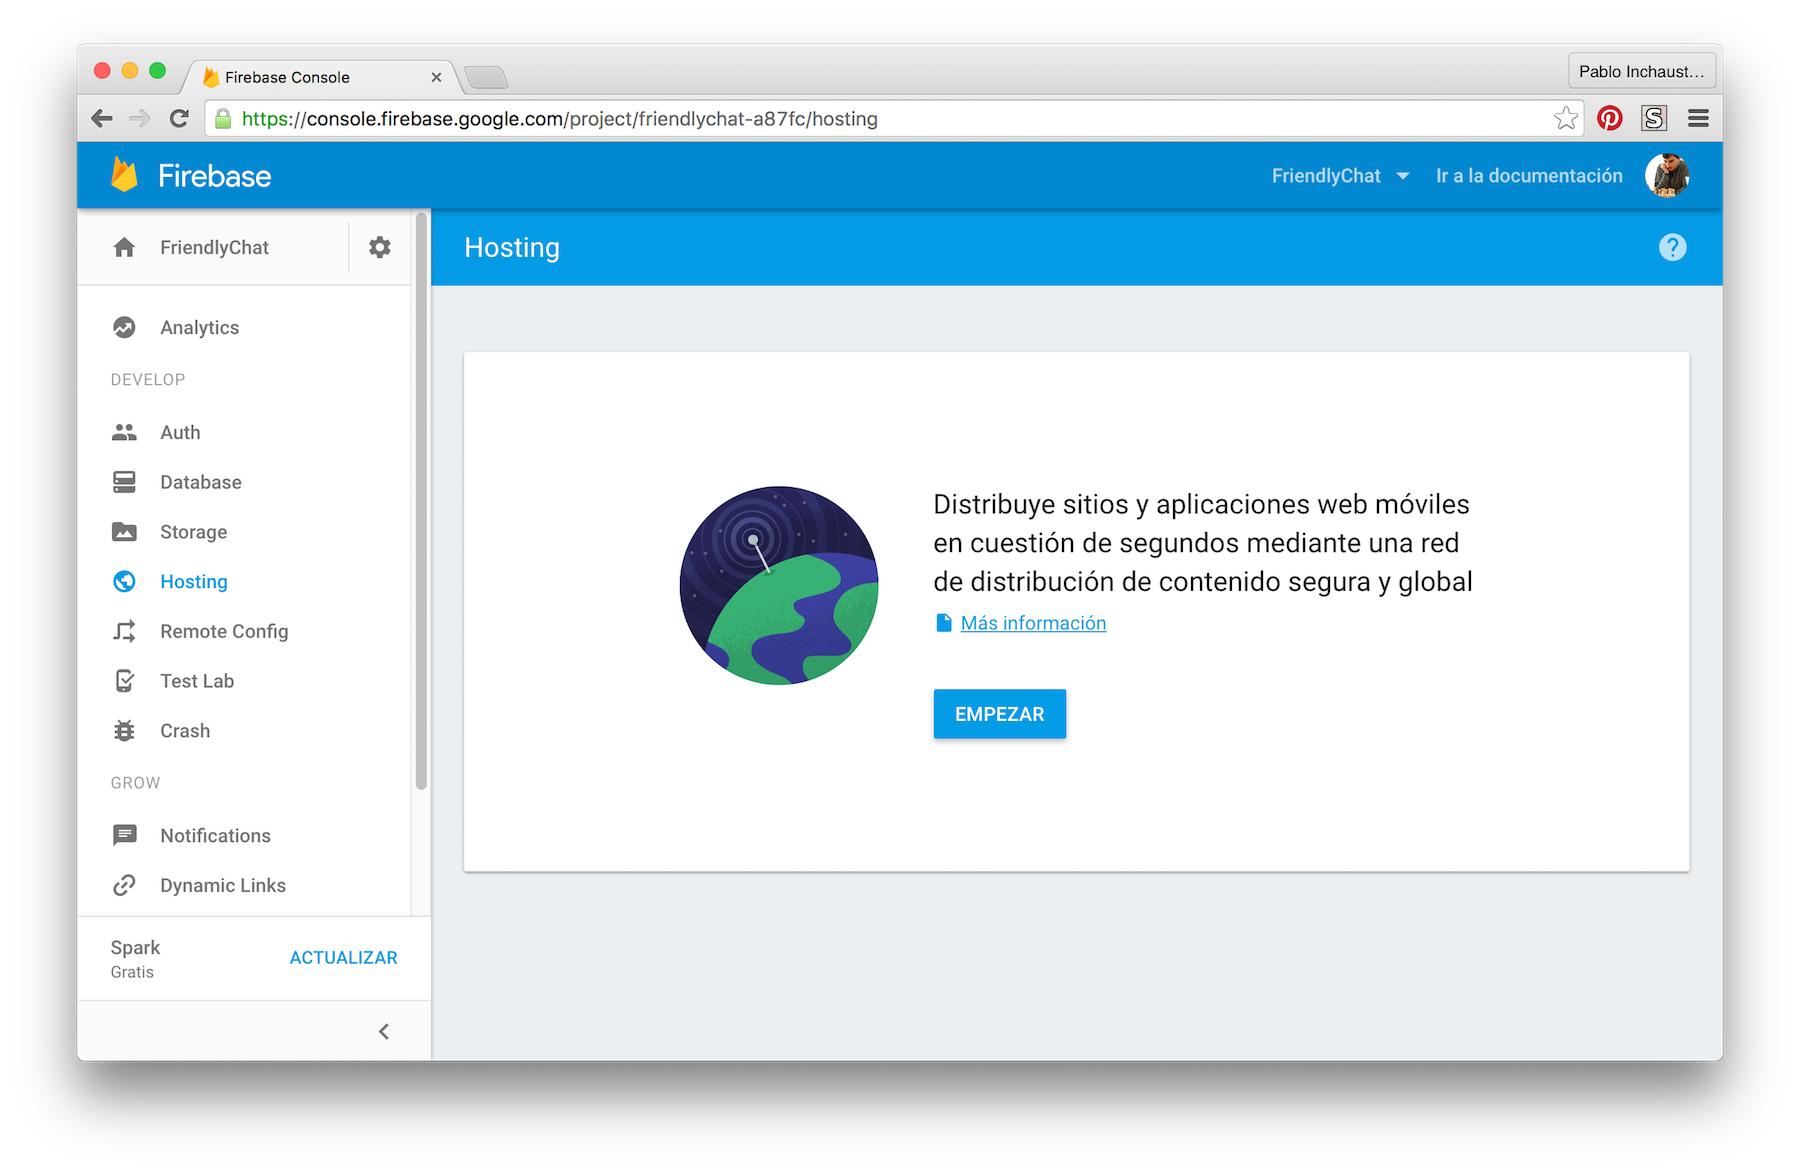 Firebase Console
Pablo Inchaust...
https://console.firebase.google.com/project/friendlychat-a87fc/hosting
S
Firebase
FriendlyChat
Ir a la documentación
FriendlyChat
Hosting
?
Analytics
DEVELOP
Auth
Database
Storage
Hosting
Remote Config
Test Lab
Crash
GROW
Notifications
Dynamic Links
Spark
Gratis
ACTUALIZAR
Distribuye sitios y aplicaciones web móviles
en cuestión de segundos mediante una red
de distribución de contenido segura y global
Más información
EMPEZAR